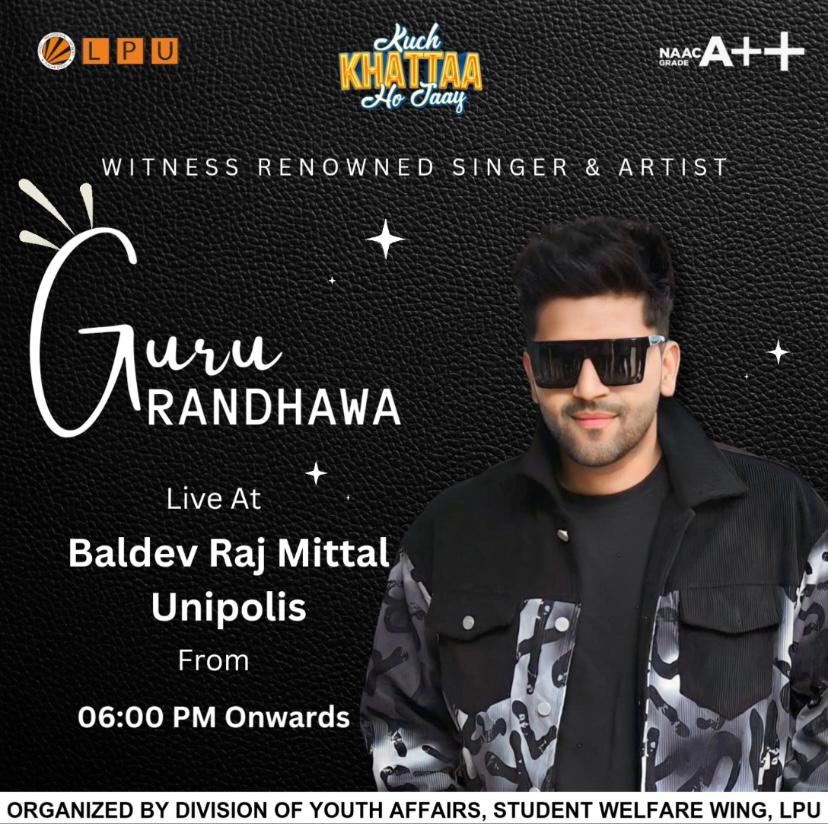 LPU
Kuch
KHATTAA
Ho Jaay
NAAC
GRADE A++
WITNESS RENOWNED SINGER & ARTIST
Guru
RANDHAWA
Live At
Baldev Raj Mittal
Unipolis
From
06:00 PM Onwards
ORGANIZED BY DIVISION OF YOUTH AFFAIRS, STUDENT WELFARE WING, LPU